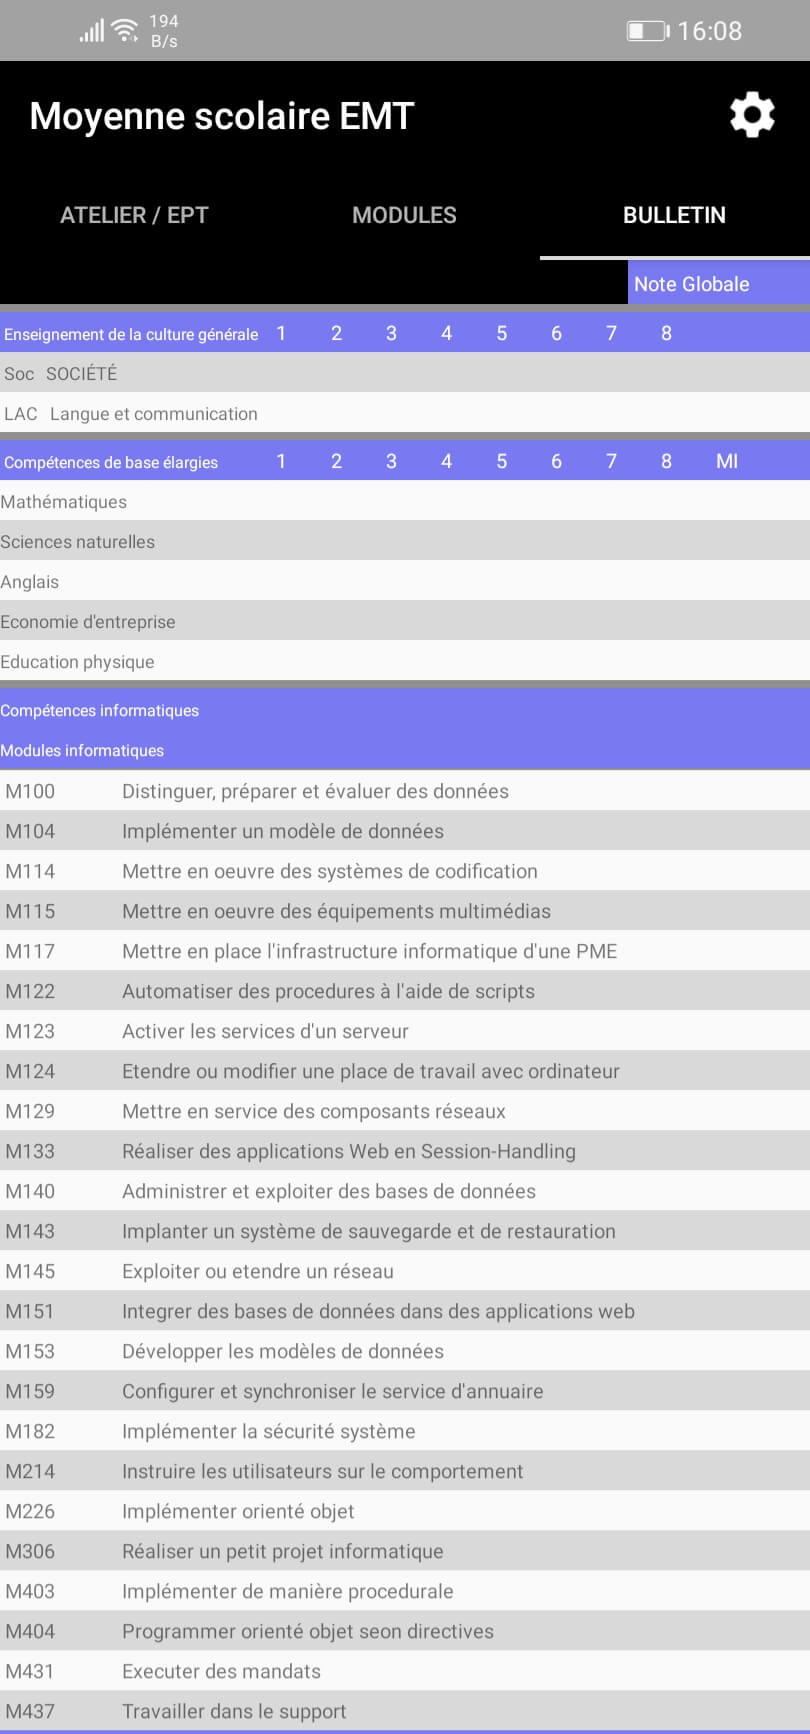 194
B/s
16:08
Moyenne scolaire EMT
ATELIER / EPT MODULES BULLETIN
Note Globale
Enseignement de la culture générale 1 2 3 4 5 6 7 8
Soc SOCIÉTÉ
LAC Langue et communication
Compétences de base élargies 1 2 3 4 5 6 7 8 MI
Mathématiques
Sciences naturelles
Anglais
Economie d'entreprise
Education physique
Compétences informatiques
Modules informatiques
M100 Distinguer, préparer et évaluer des données
M104 Implémenter un modèle de données
M114 Mettre en oeuvre des systèmes de codification
M115 Mettre en oeuvre des équipements multimédias
M117 Mettre en place l'infrastructure informatique d'une PME
M122 Automatiser des procedures à l'aide de scripts
M123 Activer les services d'un serveur
M124 Etendre ou modifier une place de travail avec ordinateur
M129 Mettre en service des composants réseaux
M133 Réaliser des applications Web en Session-Handling
M140 Administrer et exploiter des bases de données
M143 Implanter un système de sauvegarde et de restauration
M145 Exploiter ou etendre un réseau
M151 Integrer des bases de données dans des applications web
M153 Développer les modèles de données
M159 Configurer et synchroniser le service d'annuaire
M182 Implémenter la sécurité système
M214 Instruire les utilisateurs sur le comportement
M226 Implémenter orienté objet
M306 Réaliser un petit projet informatique
M403 Implémenter de manière procedurale
M404 Programmer orienté objet seon directives
M431 Executer des mandats
M437 Travailler dans le support